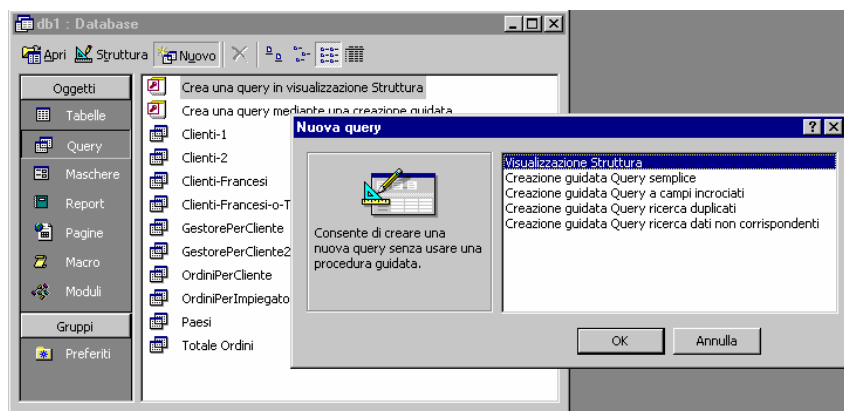 db1 : Database
Apri Struttura Nuovo
Oggetti
Tabelle
Query
Maschere
Report
Pagine
Macro
Moduli
Gruppi
Preferiti
Crea una query in visualizzazione Struttura
Crea una query mediante una creazione guidata
Clienti-1
Clienti-2
Clienti-Francesi
Clienti-Francesi-o-T
GestorePerCliente
GestorePerCliente2
OrdiniPerCliente
OrdiniPerImpiegato
Paesi
Totale Ordini
Nuova query
Consente di creare una
nuova query senza usare una
procedura guidata.
Visualizzazione Struttura
Creazione guidata Query semplice
Creazione guidata Query a campi incrociati
Creazione guidata Query ricerca duplicati
Creazione guidata Query ricerca dati non corrispondenti
OK Annulla